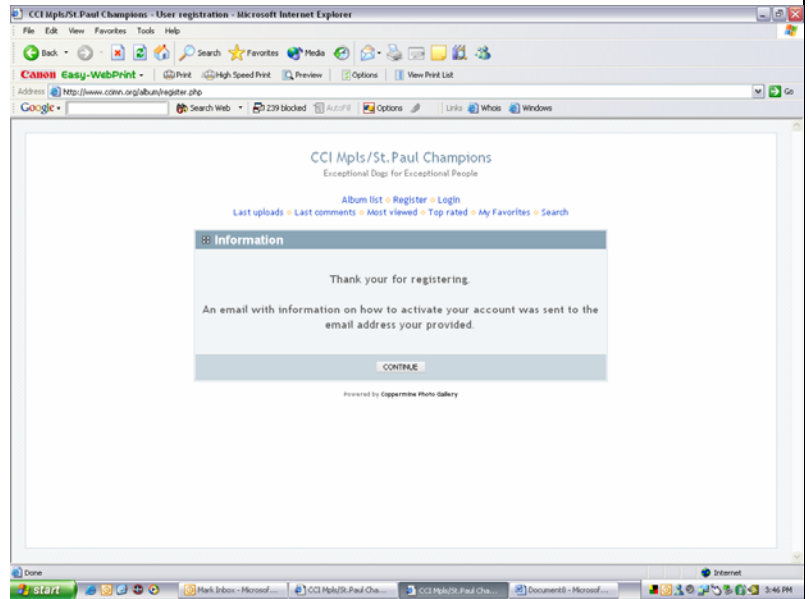 CCI Mpls/St.Paul Champions - User registration - Microsoft Internet Explorer
File Edit View Favorites Tools Help
Back Search Favorites Media
Canon Easy-WebPrint Print High Speed Print Preview Options View Print List
Address http://www.ccimn.org/album/register.php Go
Google Search Web 239 blocked AutoFill Options Links Whois Windows
CCI Mpls/St.Paul Champions
Exceptional Dogs for Exceptional People
Album list Register Login
Last uploads Last comments Most viewed Top rated My Favorites Search
Information
Thank your for registering.
An email with information on how to activate your account was sent to the
email address your provided.
CONTINUE
Powered by Coppermine Photo Gallery
Done Internet
start Mark Inbox - Microsof... CCI Mpls/St.Paul Cha... CCI Mpls/St.Paul Cha... Document8 - Microsof... 3:46 PM